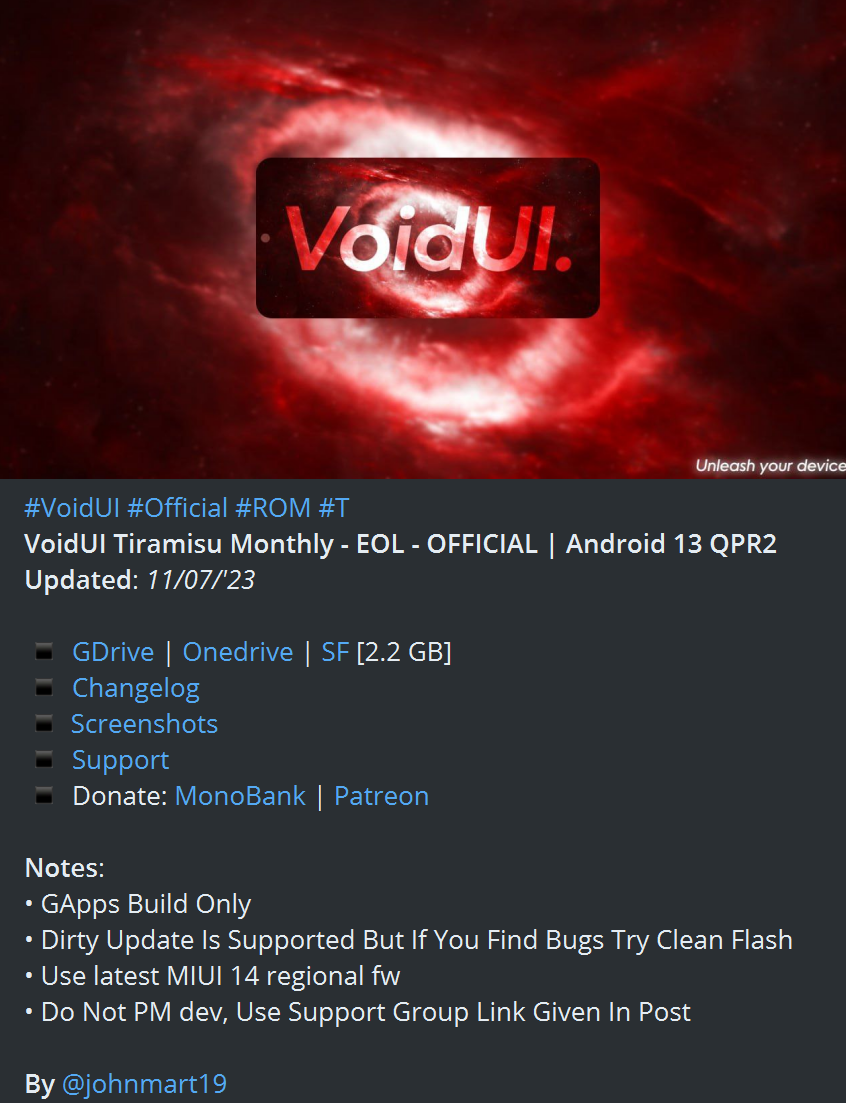 VoidUI.
Unleash your device
#VoidUI #Official #ROM #T
VoidUI Tiramisu Monthly - EOL - OFFICIAL | Android 13 QPR2
Updated: 11/07/'23
GDrive | Onedrive | SF [2.2 GB]
Changelog
Screenshots
Support
Donate: MonoBank | Patreon
Notes:
• GApps Build Only
• Dirty Update Is Supported But If You Find Bugs Try Clean Flash
• Use latest MIUI 14 regional fw
• Do Not PM dev, Use Support Group Link Given In Post
By @johnmart19